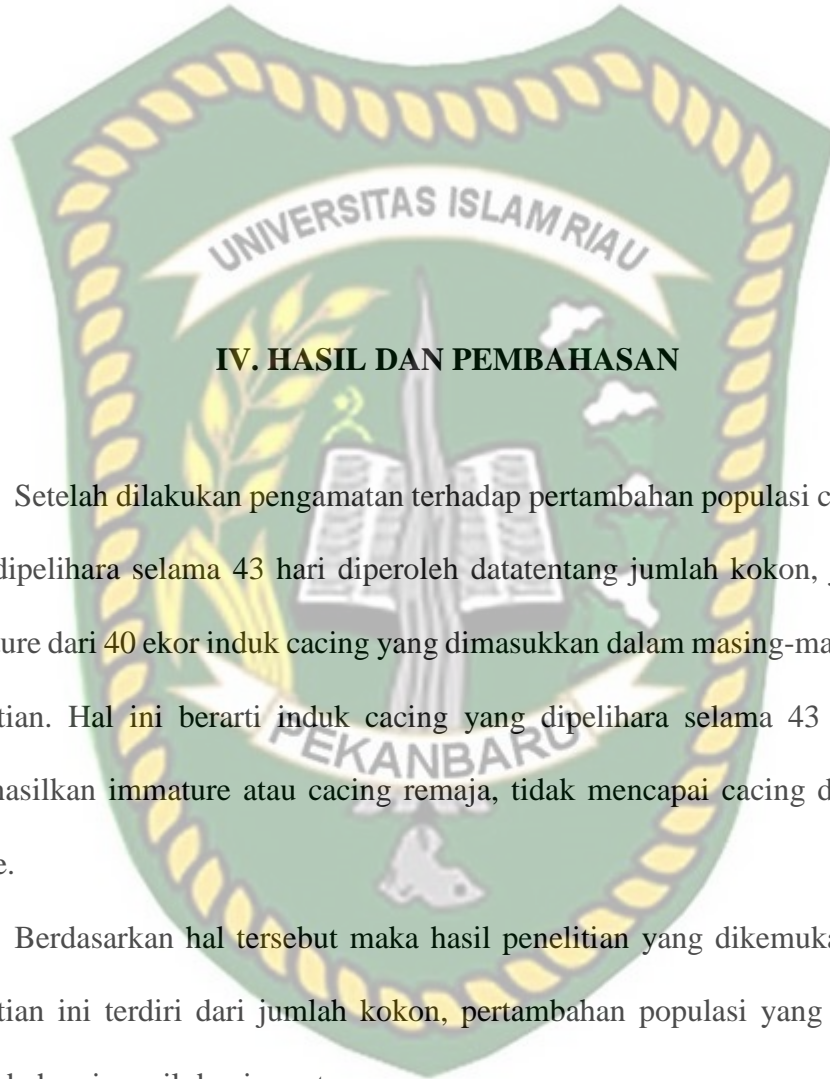 UNIVERSITAS ISLAM RIAU
IV. HASIL DAN PEMBAHASAN
Setelah dilakukan pengamatan terhadap pertambahan populasi c
dipelihara selama 43 hari diperoleh datatentang jumlah kokon,
ture dari 40 ekor induk cacing yang dimasukkan dalam masing-ma
tian. Hal ini berarti induk cacing yang dipelihara selama 43
hasilkan immature atau cacing remaja, tidak mencapai cacing d
e.
PEKANBARU
Berdasarkan hal tersebut maka hasil penelitian yang dikemuka
tian ini terdiri dari jumlah kokon, pertambahan populasi yang